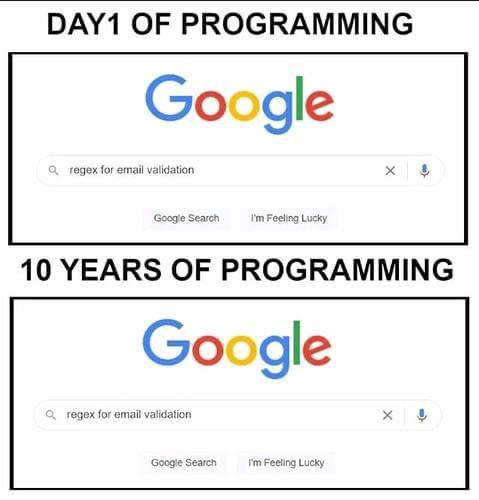 DAY1 OF PROGRAMMING
Google
regex for email validation
Google Search I'm Feeling Lucky
10 YEARS OF PROGRAMMING
Google
regex for email validation
Google Search I'm Feeling Lucky